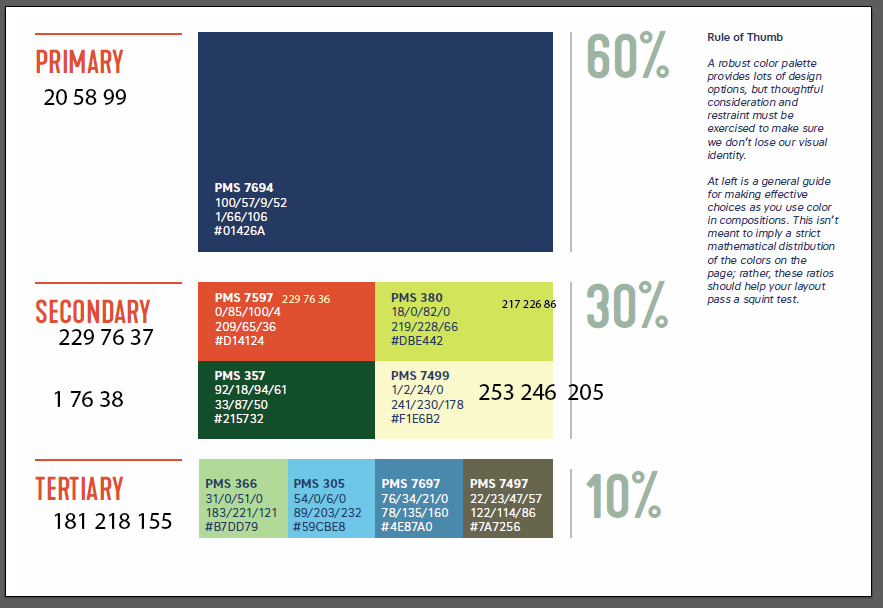 PRIMARY
20 58 99
PMS 7694
100/57/9/52
1/66/106
#01426A
60%
Rule of Thumb
A robust color palette
provides lots of design
options, but thoughtful
consideration and
restraint must be
exercised to make sure
we don't lose our visual
identity.
At left is a general guide
for making effective
choices as you use color
in compositions. This isn't
meant to imply a strict
mathematical distribution
of the colors on the
page; rather, these ratios
should help your layout
pass a squint test.
SECONDARY
229 76 37
1 76 38
PMS 7597 229 76 36
0/85/100/4
209/65/36
#D14124
PMS 380 217 226 86
18/0/82/0
219/228/66
#DBE442
PMS 357
92/18/94/61
33/87/50
#215732
PMS 7499
1/2/24/0 253 246 205
241/230/178
#F1E6B2
30%
TERTIARY
181 218 155
PMS 366
31/0/51/0
183/221/121
#B7DD79
PMS 305
54/0/6/0
89/203/232
#59CBE8
PMS 7697
76/34/21/0
78/135/160
#4E87A0
PMS 7497
22/23/47/57
122/114/86
#7A7256
10%